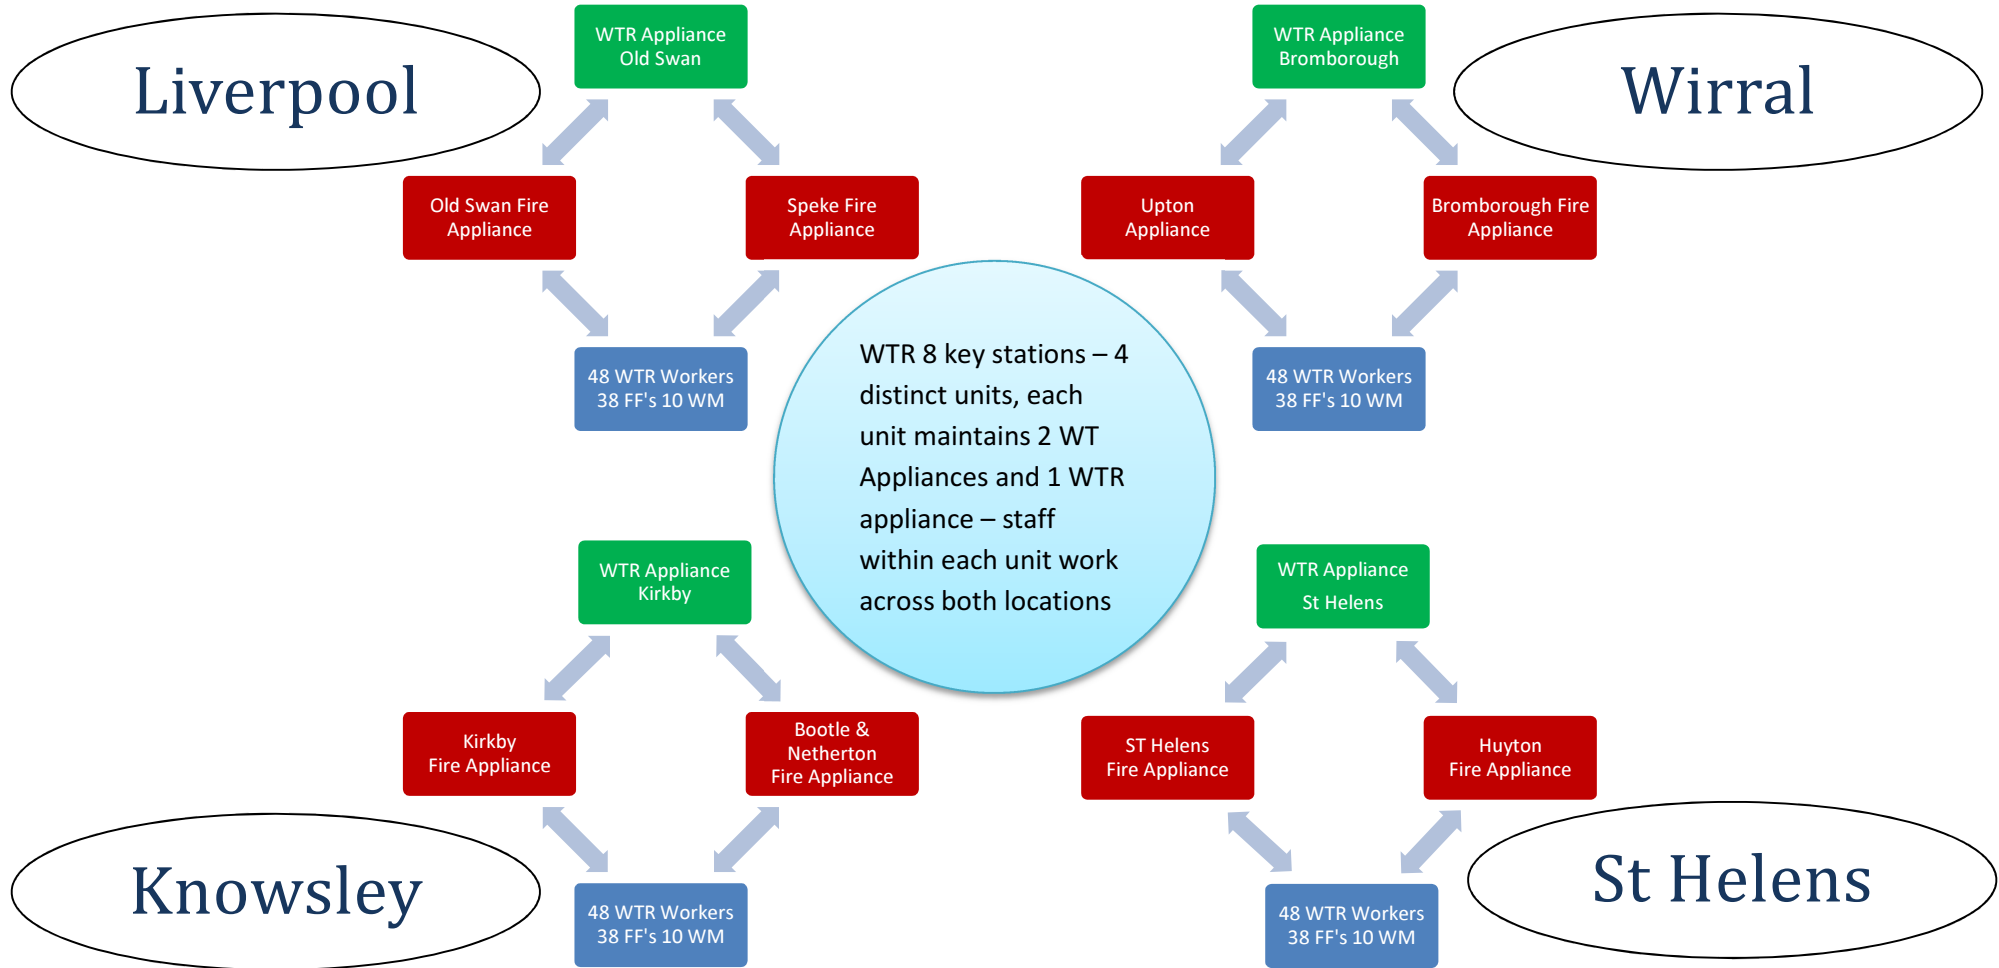 Liverpool
WTR Appliance
Old Swan
Old Swan Fire
Appliance
Speke Fire
Appliance
48 WTR Workers
38 FF's 10 WM
Wirral
WTR Appliance
Bromborough
Upton
Appliance
Bromborough Fire
Appliance
48 WTR Workers
38 FF's 10 WM
WTR 8 key stations – 4
distinct units, each
unit maintains 2 WT
Appliances and 1 WTR
appliance – staff
within each unit work
across both locations
Knowsley
WTR Appliance
Kirkby
Kirkby
Fire Appliance
Bootle &
Netherton
Fire Appliance
48 WTR Workers
38 FF's 10 WM
St Helens
WTR Appliance
St Helens
ST Helens
Fire Appliance
Huyton
Fire Appliance
48 WTR Workers
38 FF's 10 WM